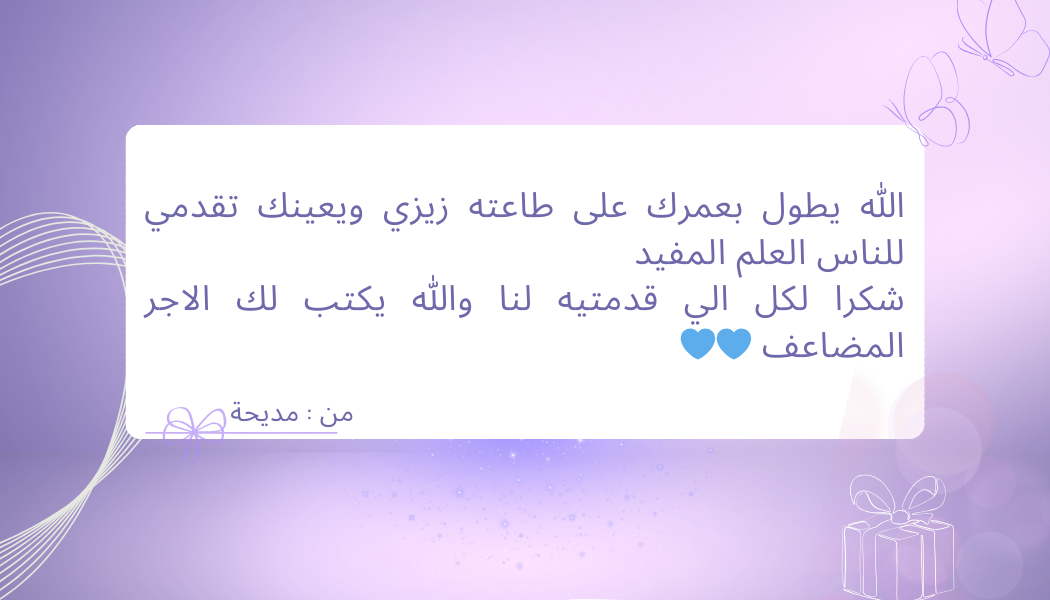 الله يطول بعمرك على طاعته زيزي ويعينك تقدمي
للناس العلم المفيد
شكرا لكل الي قدمتيه لنا والله يكتب لك الاجر
المضاعف 💙💙
من : مديحة